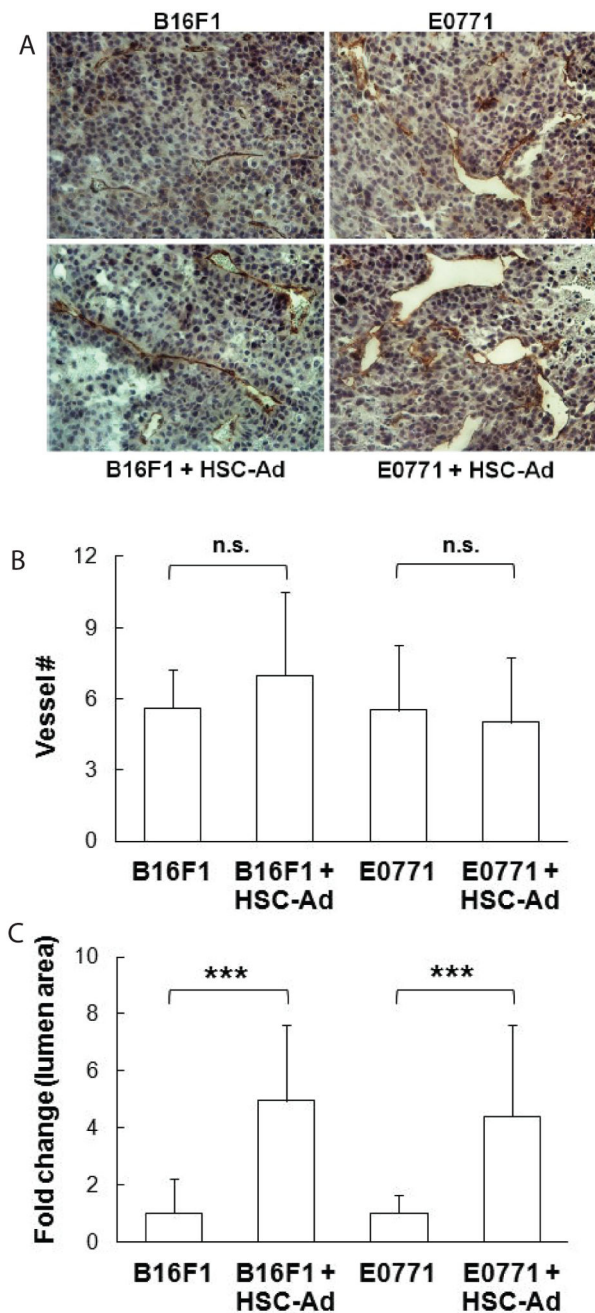 A
B16F1 E0771
B16F1 + HSC-Ad E0771 + HSC-Ad
B
12
9
6
3
0
Vessel #
n.s. n.s.
B16F1 B16F1 + E0771 E0771 +
HSC-Ad HSC-Ad
C
10
8
6
4
2
0
Fold change (lumen area)
*** ***
B16F1 B16F1 + E0771 E0771 +
HSC-Ad HSC-Ad